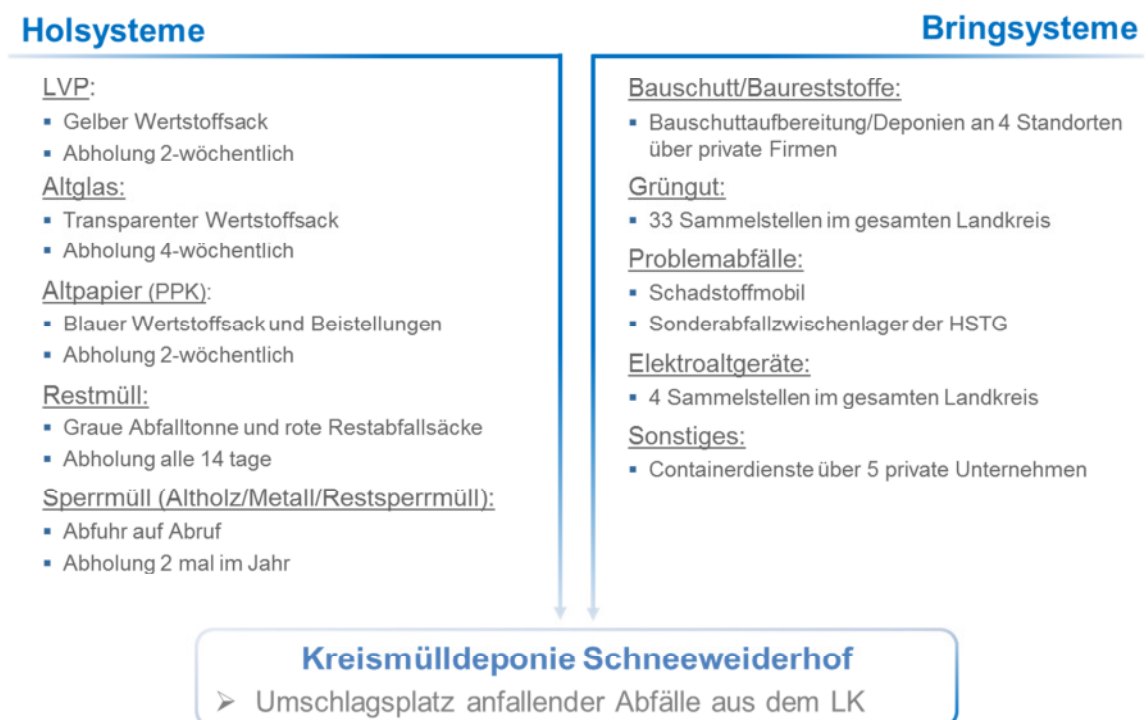 Holsysteme
LVP:
▪ Gelber Wertstoffsack
▪ Abholung 2-wöchentlich
Altglas:
▪ Transparenter Wertstoffsack
▪ Abholung 4-wöchentlich
Altpapier (PPK):
▪ Blauer Wertstoffsack und Beistellungen
▪ Abholung 2-wöchentlich
Restmüll:
▪ Graue Abfalltonne und rote Restabfallsäcke
▪ Abholung alle 14 tage
Sperrmüll (Altholz/Metall/Restsperrmüll):
▪ Abfuhr auf Abruf
▪ Abholung 2 mal im Jahr
Bringsysteme
Bauschutt/Baureststoffe:
▪ Bauschuttaufbereitung/Deponien an 4 Standorten
über private Firmen
Grüngut:
▪ 33 Sammelstellen im gesamten Landkreis
Problemabfälle:
▪ Schadstoffmobil
▪ Sonderabfallzwischenlager der HSTG
Elektroaltgeräte:
▪ 4 Sammelstellen im gesamten Landkreis
Sonstiges:
▪ Containerdienste über 5 private Unternehmen
Kreismülldeponie Schneeweiderhof
➢ Umschlagsplatz anfallender Abfälle aus dem LK